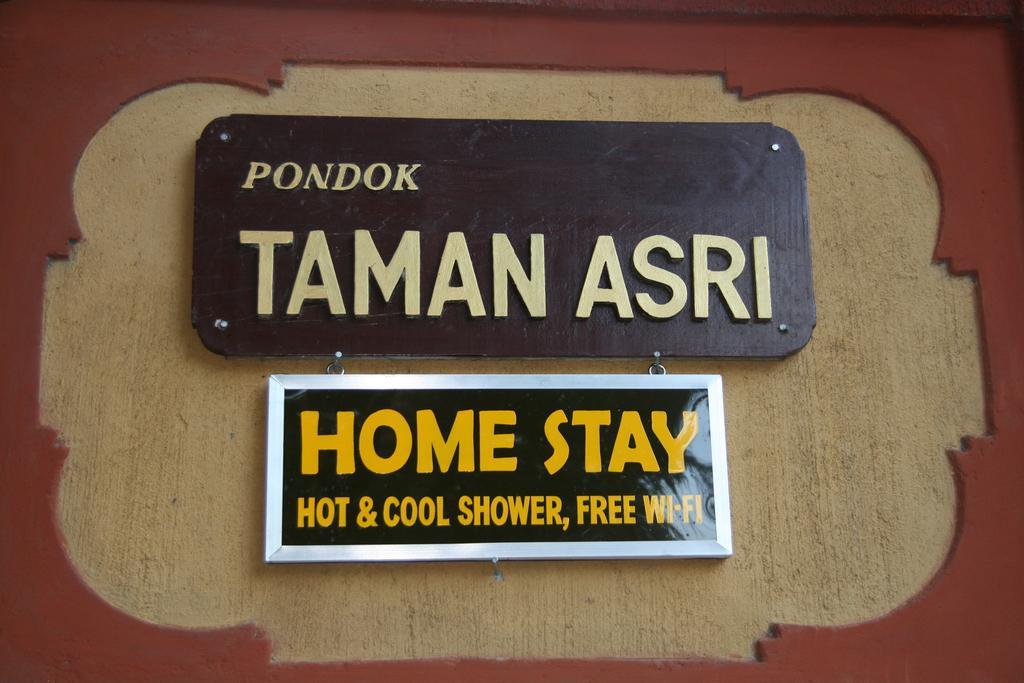 PONDOK
TAMAN ASRI
HOME STAY
HOT & COOL SHOWER, FREE WI-FI